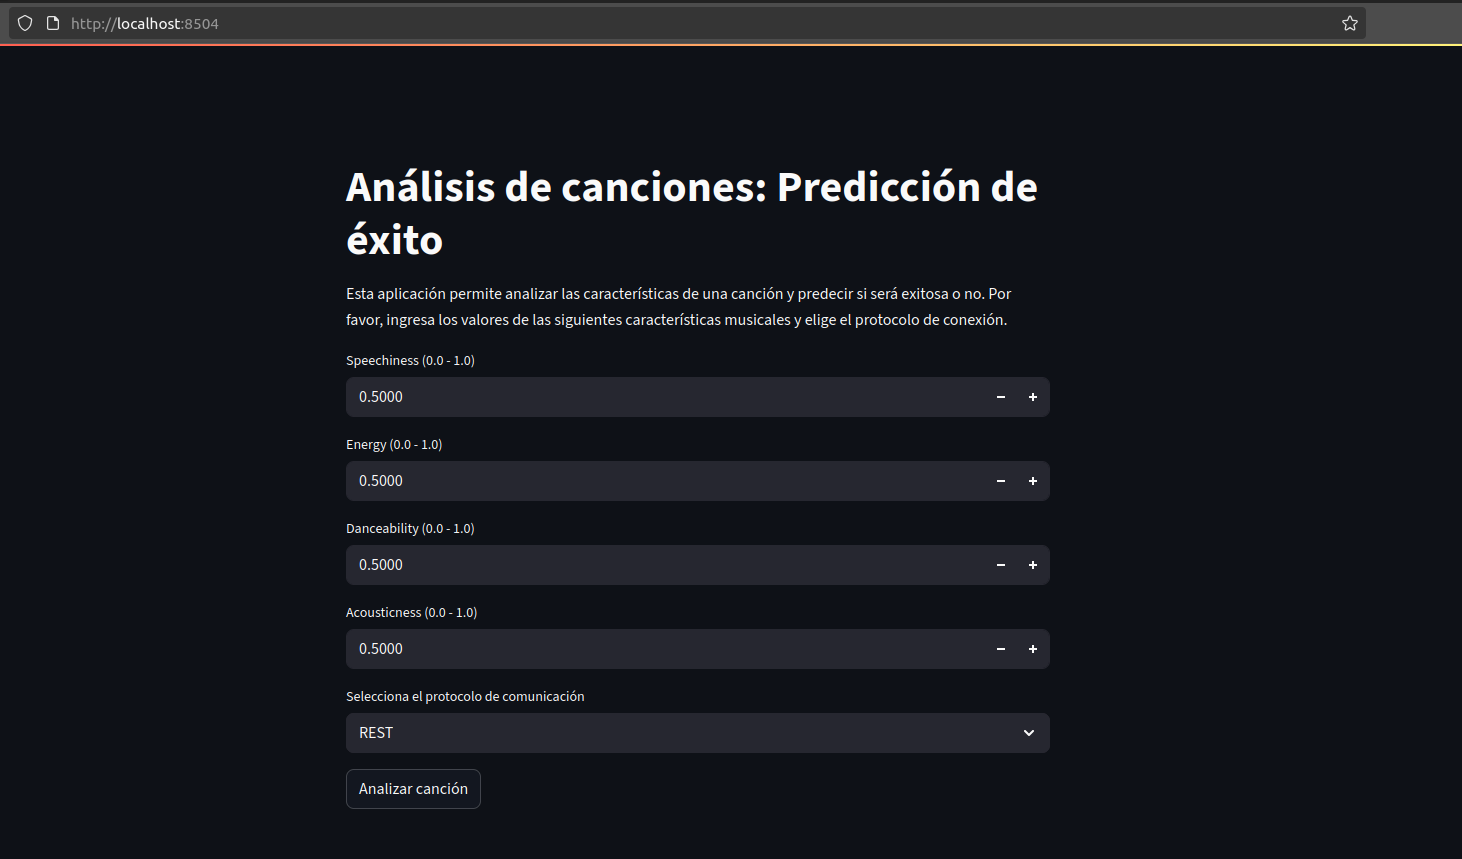 http://localhost:8504
Análisis de canciones: Predicción de
éxito
Esta aplicación permite analizar las características de una canción y predecir si será exitosa o no. Por
favor, ingresa los valores de las siguientes características musicales y elige el protocolo de conexión.
Speechiness (0.0 - 1.0)
0.5000
Energy (0.0 - 1.0)
0.5000
Danceability (0.0 - 1.0)
0.5000
Acousticness (0.0 - 1.0)
0.5000
Selecciona el protocolo de comunicación
REST
Analizar canción